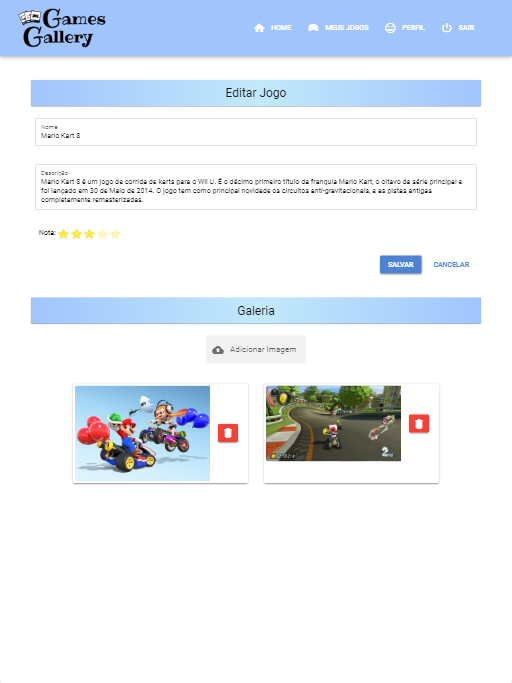 Games
Gallery
HOME
MEUS JOGOS
PERFIL
SAIR
Editar Jogo
Nome
Mario Kart 8
Descrição
Mario Kart 8 é um jogo de corrida de karts para o Wii U. É o décimo primeiro título da franquia Mario Kart, o oitavo da série principal e
foi lançado em 30 de Maio de 2014. O jogo tem como principal novidade os circuitos anti-gravitacionais, e as pistas antigas
completamente remasterizadas.
Nota:
SALVAR
CANCELAR
Galeria
Adicionar Imagem